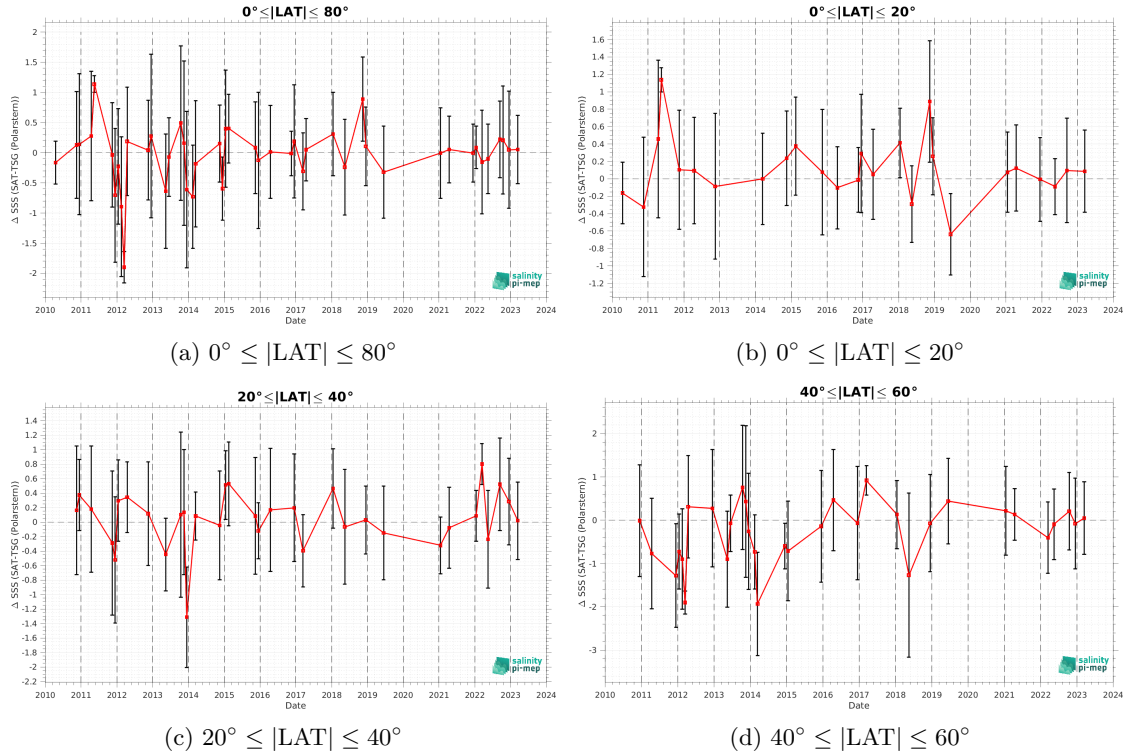 0°≤|LAT|≤ 80°
Δ SSS (SAT-TSG (Polarstern))
2
1.5
1
0.5
0
-0.5
-1
-1.5
-2
2010 2011 2012 2013 2014 2015 2016 2017 2018 2019 2020 2021 2022 2023 2024
Date
salinity
pi-mep
(a) 0° ≤ |LAT| ≤ 80°
0°≤|LAT|≤ 20°
Δ SSS (SAT-TSG (Polarstern))
1.6
1.4
1.2
1
0.8
0.6
0.4
0.2
0
-0.2
-0.4
-0.6
-0.8
-1
-1.2
2010 2011 2012 2013 2014 2015 2016 2017 2018 2019 2020 2021 2022 2023 2024
Date
salinity
pi-mep
(b) 0° ≤ |LAT| ≤ 20°
20°≤|LAT|≤ 40°
Δ SSS (SAT-TSG (Polarstern))
1.4
1.2
1
0.8
0.6
0.4
0.2
0
-0.2
-0.4
-0.6
-0.8
-1
-1.2
-1.4
-1.6
-1.8
-2
-2.2
2010 2011 2012 2013 2014 2015 2016 2017 2018 2019 2020 2021 2022 2023 2024
Date
salinity
pi-mep
(c) 20° ≤ |LAT| ≤ 40°
40°≤|LAT|≤ 60°
Δ SSS (SAT-TSG (Polarstern))
2
1
0
-1
-2
-3
2010 2011 2012 2013 2014 2015 2016 2017 2018 2019 2020 2021 2022 2023 2024
Date
salinity
pi-mep
(d) 40° ≤ |LAT| ≤ 60°